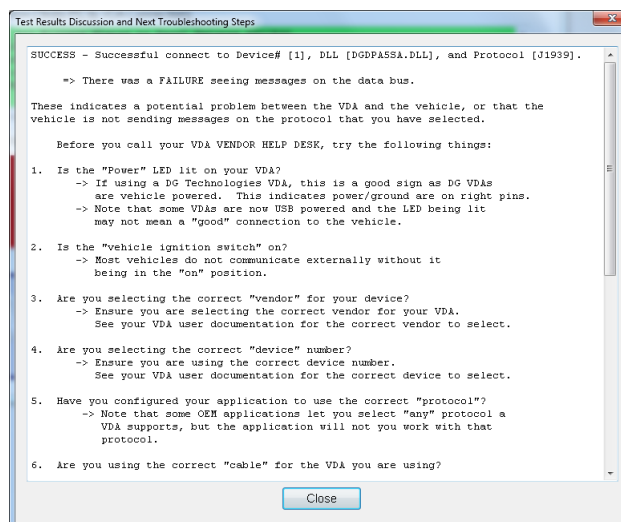 Test Results Discussion and Next Troubleshooting Steps
SUCCESS - Successful connect to Device# [1], DLL [DGDPA5SA.DLL], and Protocol [J1939].
=> There was a FAILURE seeing messages on the data bus.
These indicates a potential problem between the VDA and the vehicle, or that the
vehicle is not sending messages on the protocol that you have selected.
Before you call your VDA VENDOR HELP DESK, try the following things:
1. Is the "Power" LED lit on your VDA?
-> If using a DG Technologies VDA, this is a good sign as DG VDAs
are vehicle powered. This indicates power/ground are on right pins.
-> Note that some VDAs are now USB powered and the LED being lit
may not mean a "good" connection to the vehicle.
2. Is the "vehicle ignition switch" on?
-> Most vehicles do not communicate externally without it
being in the "on" position.
3. Are you selecting the correct "vendor" for your device?
-> Ensure you are selecting the correct vendor for your VDA.
See your VDA user documentation for the correct vendor to select.
4. Are you selecting the correct "device" number?
-> Ensure you are using the correct device number.
See your VDA user documentation for the correct device to select.
5. Have you configured your application to use the correct "protocol"?
-> Note that some OEM applications let you select "any" protocol a
VDA supports, but the application will not you work with that
protocol.
6. Are you using the correct "cable" for the VDA you are using?
Close